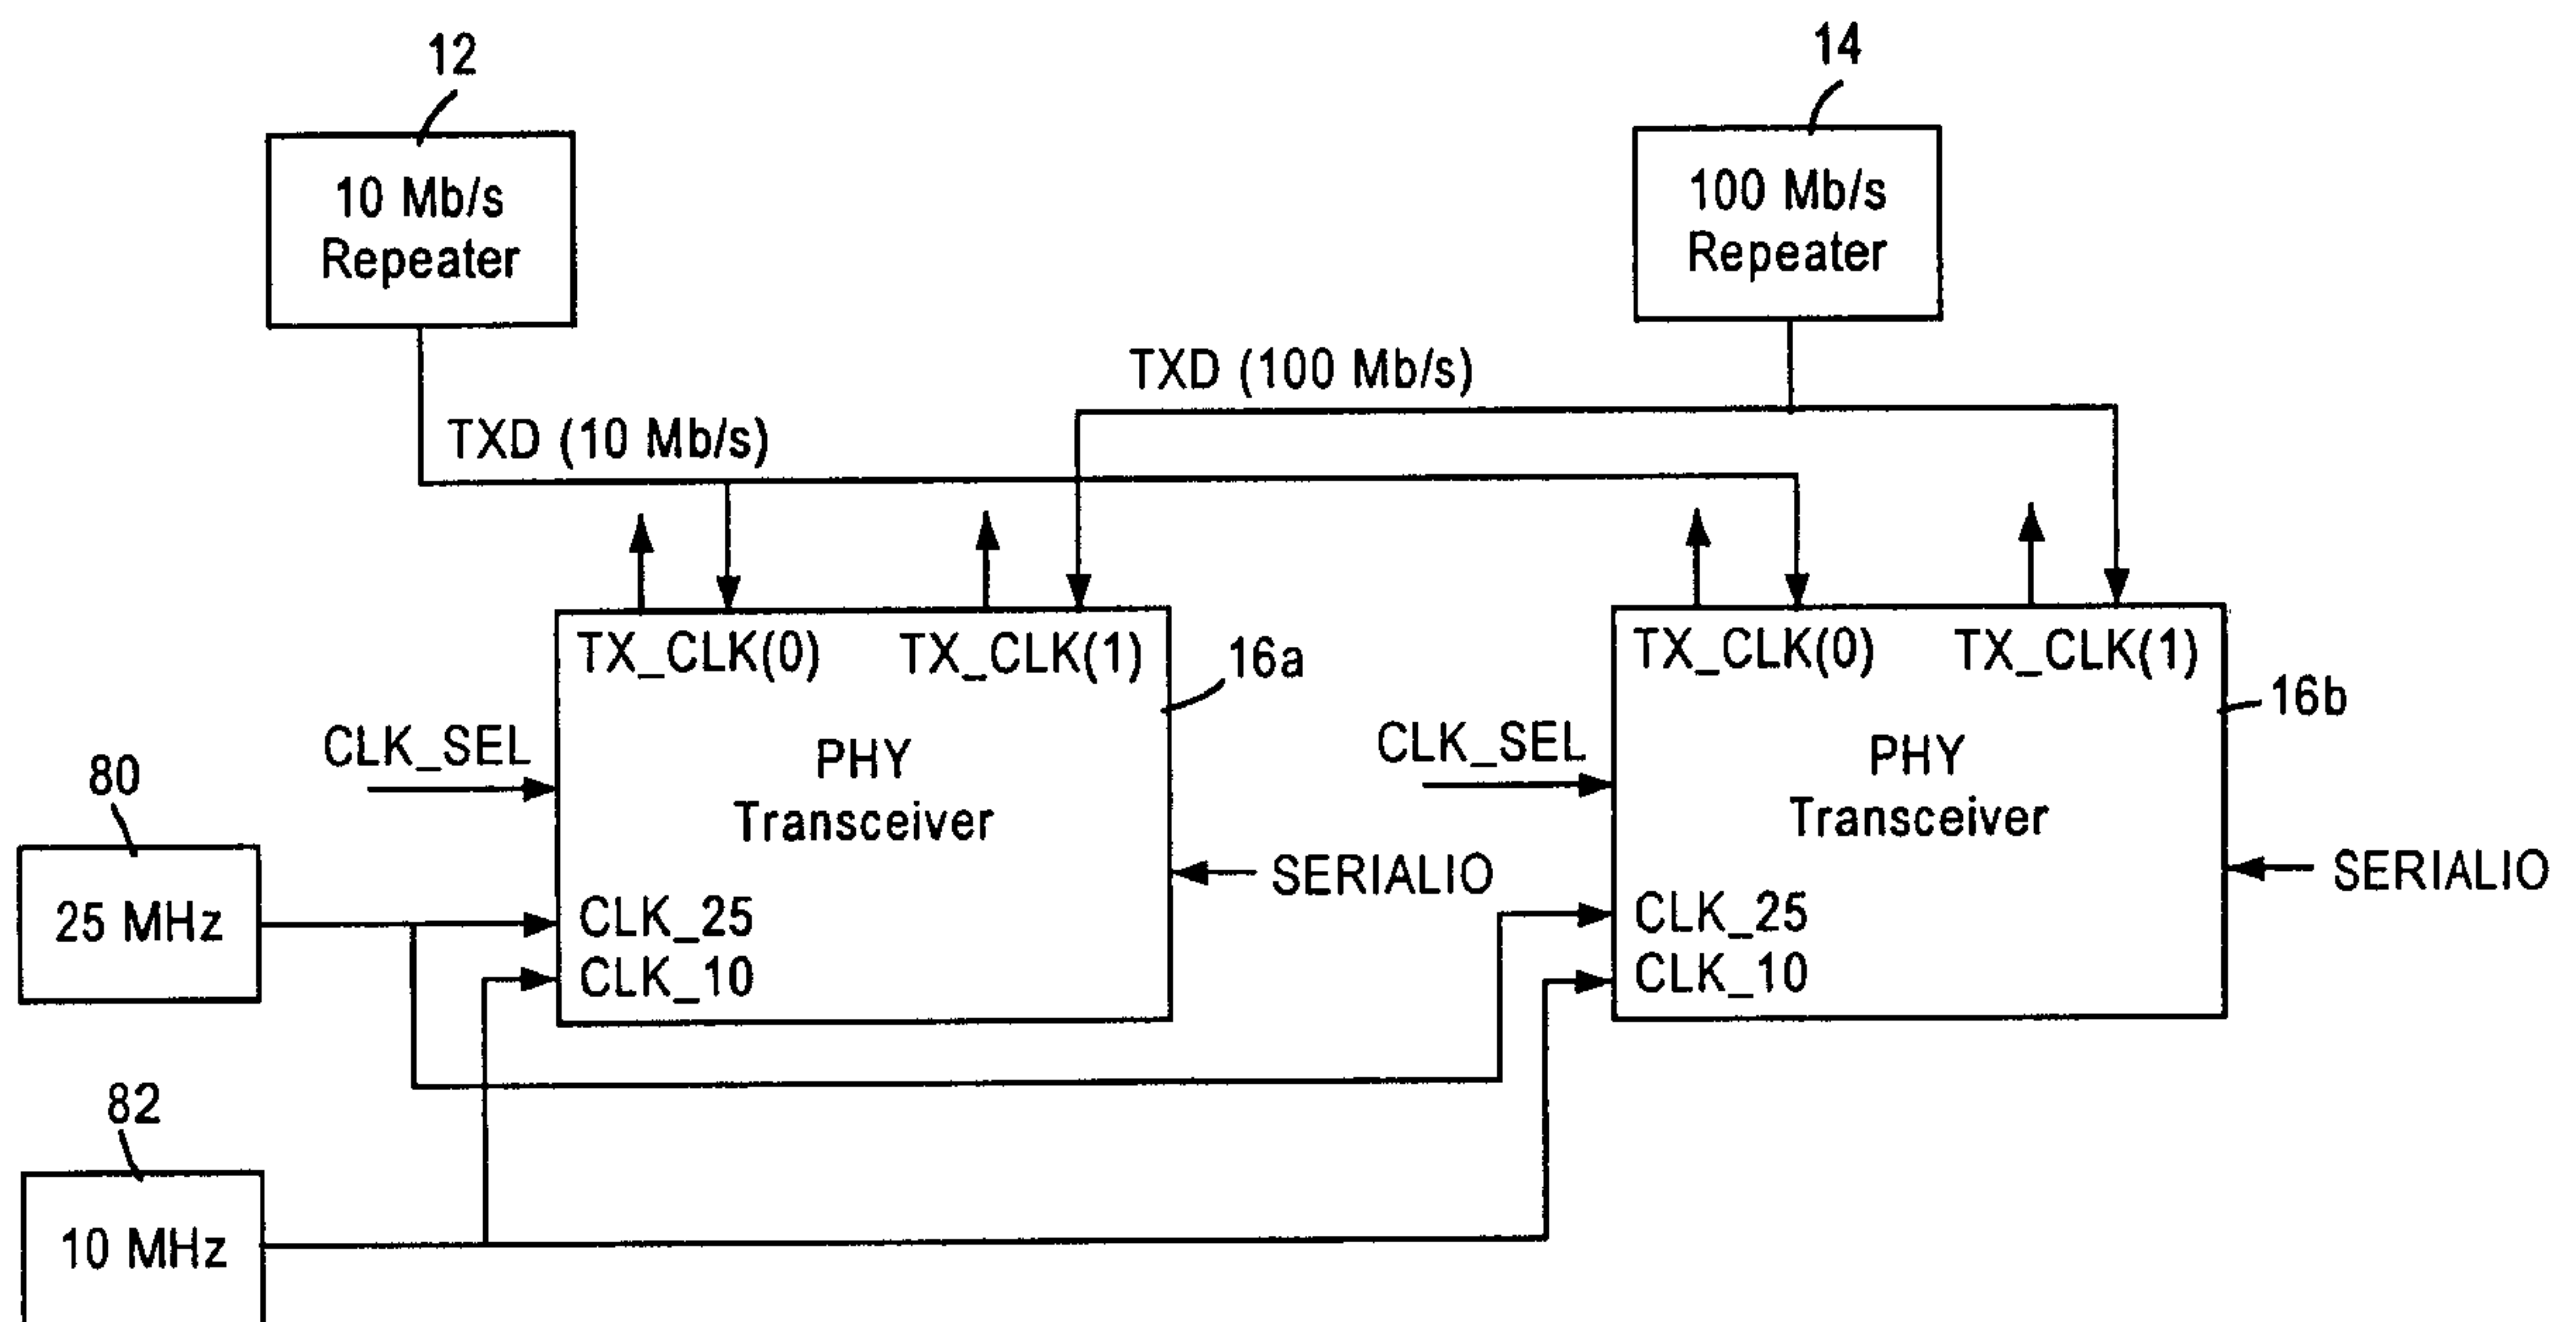 12
14
10 Mb/s
Repeater
100 Mb/s
Repeater
TXD (100 Mb/s)
TXD (10 Mb/s)
TX_CLK(0) TX_CLK(1)
16a
TX_CLK(0) TX_CLK(1)
16b
CLK_SEL
PHY
Transceiver
CLK_SEL
PHY
Transceiver
80
25 MHz
SERIALIO
SERIALIO
CLK_25
CLK_10
CLK_25
CLK_10
82
10 MHz